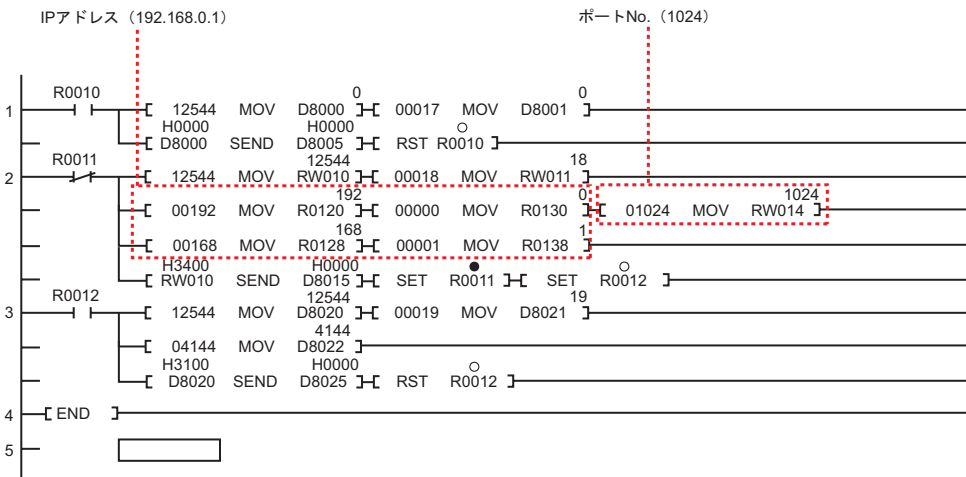 IPアドレス（192.168.0.1） ポートNo.（1024）
R0010 0 0
1 12544 MOV D8000 00017 MOV D8001
H0000 H0000
D8000 SEND D8005 RST R0010
R0011 12544 18
2 12544 MOV RW010 00018 MOV RW011
192 0 1024
00192 MOV R0120 00000 MOV R0130 01024 MOV RW014
168 1
00168 MOV R0128 00001 MOV R0138
H3400 H0000
RW010 SEND D8015 SET R0011 SET R0012
R0012 12544 19
3 12544 MOV D8020 00019 MOV D8021
4144
04144 MOV D8022
H3100 H0000
D8020 SEND D8025 RST R0012
4 END
5